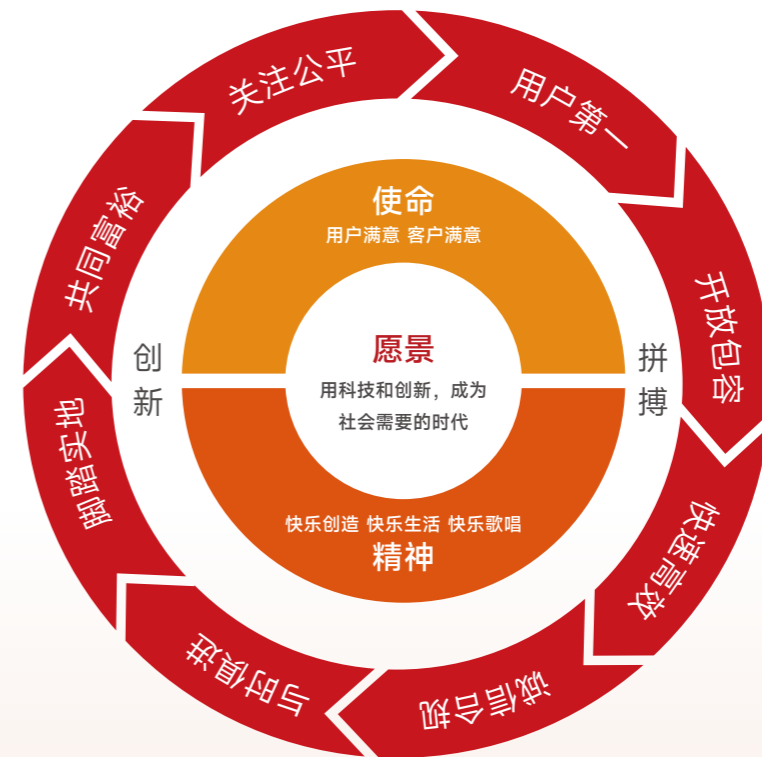 关注公平
用户第一
开放包容
快速高效
诚信合规
与时俱进
脚踏实地
共同富裕
使命
用户满意 客户满意
创新
拼搏
愿景
用科技和创新，成为
社会需要的时代
快乐创造 快乐生活 快乐歌唱
精神